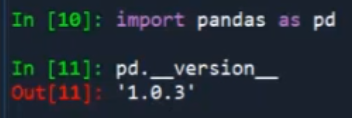 In [10]: import pandas as pd
In [11]: pd.__version__
Out[11]: '1.0.3'